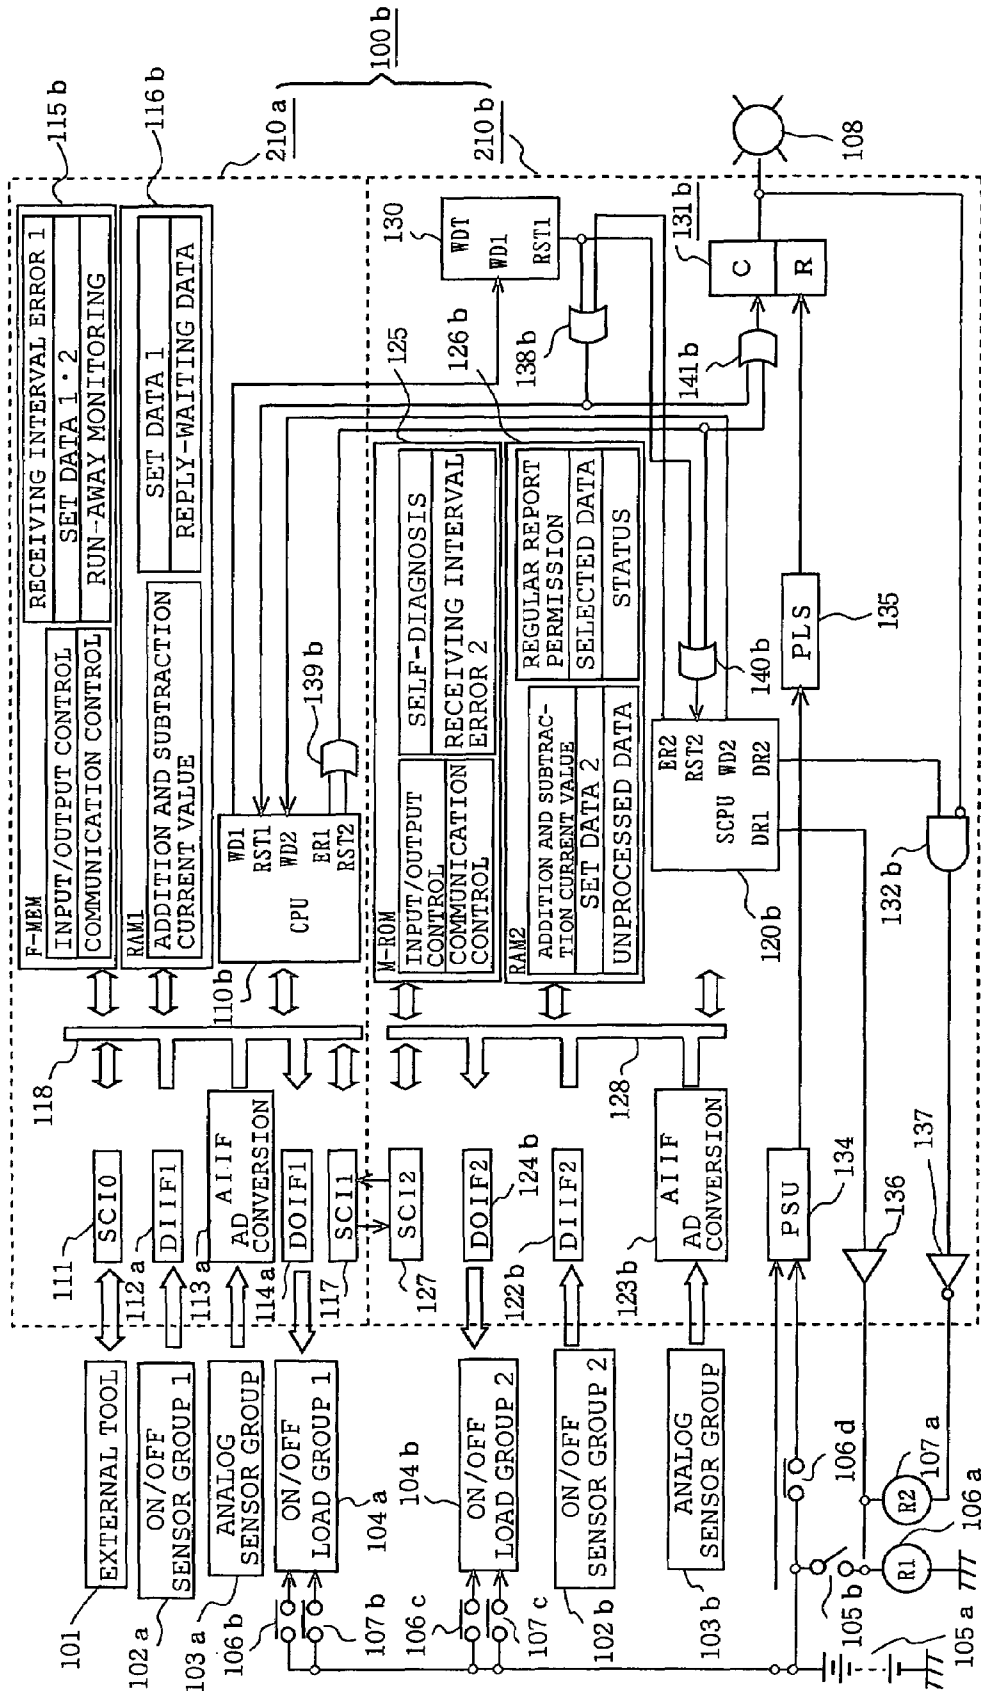 100b
210a
115b
116b
RECEIVING INTERVAL ERROR 1
SET DATA 1・2
RUN-AWAY MONITORING
F-MEM
INPUT/OUTPUT CONTROL
COMMUNICATION CONTROL
SET DATA 1
REPLY-WAITING DATA
RAM1
ADDITION AND SUBTRACTION
CURRENT VALUE
139b
WD1
RST1
WD2
ER1
RST2
CPU
110b
118
111
SCI0
112a
DIIF1
113a
AIIF
AD
CONVERSION
114a
DOIF1
117
SCI1
101
EXTERNAL TOOL
102a
ON/OFF
SENSOR GROUP 1
103a
ANALOG
SENSOR GROUP
106b
ON/OFF
LOAD GROUP 1
104a
107b
210b
130
WDT
WD1
RST1
138b
125
126b
SELF-DIAGNOSIS
RECEIVING INTERVAL
ERROR 2
M-ROM
INPUT/OUTPUT
CONTROL
COMMUNICATION
CONTROL
REGULAR REPORT
PERMISSION
SELECTED DATA
STATUS
RAM2
ADDITION AND SUBTRAC-
TION CURRENT VALUE
SET DATA 2
UNPROCESSED DATA
140b
ER2
RST2
WD2
DR2
SCPU
DR1
120b
128
SCI2
127
DOIF2
124b
DIIF2
122b
AIIF
AD
CONVERSION
123b
104b
ON/OFF
LOAD GROUP 2
106c
107c
ON/OFF
SENSOR GROUP 2
102b
ANALOG
SENSOR GROUP
103b
108
131b
C
R
141b
PLS
135
132b
PSU
134
136
137
106d
107a
R2
106a
R1
105b
105a